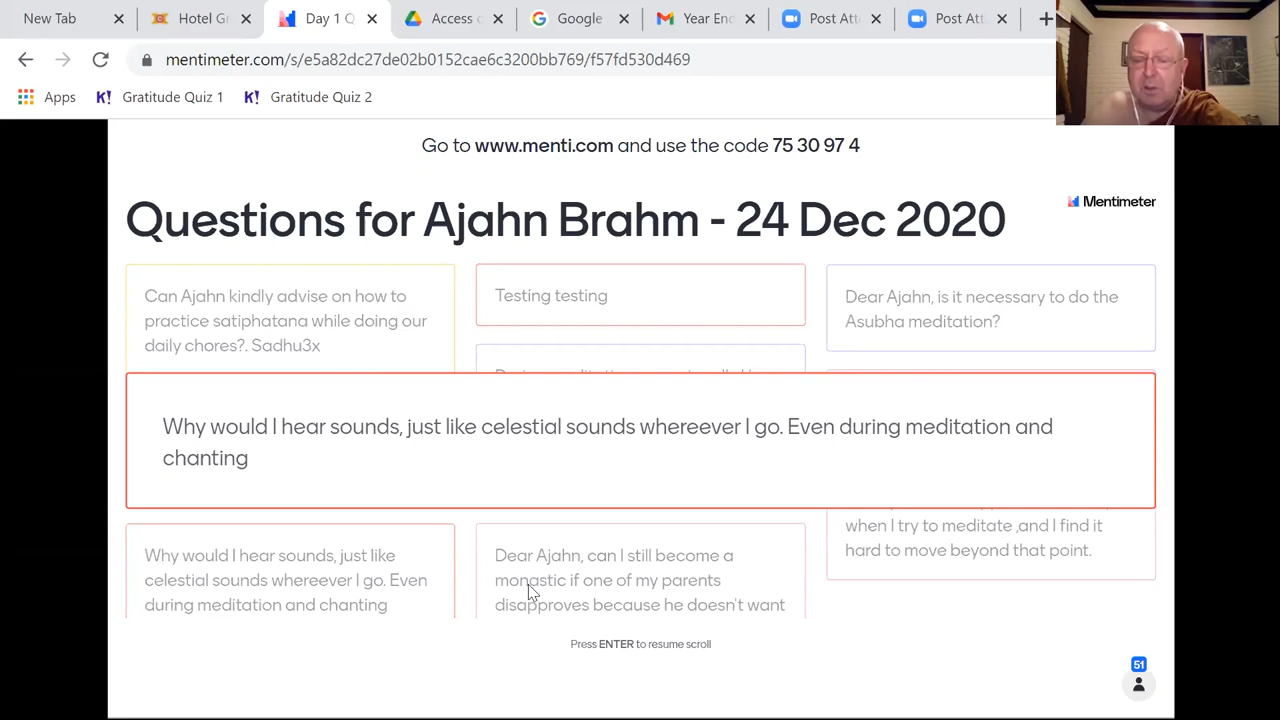 New Tab
Hotel Gr
Day 1 Q
Access o
Google
Year Enc
Post Att
Post Att
mentimeter.com/s/e5a82dc27de02b0152cae6c3200bb769/f57fd530d469
Apps
Gratitude Quiz 1
Gratitude Quiz 2
Go to www.menti.com and use the code 75 30 97 4
Questions for Ajahn Brahm - 24 Dec 2020
Mentimeter
Can Ajahn kindly advise on how to
practice satiphatana while doing our
daily chores?. Sadhu3x
Testing testing
Dear Ajahn, is it necessary to do the
Asubha meditation?
Why would I hear sounds, just like celestial sounds whereever I go. Even during meditation and
chanting
Why would I hear sounds, just like
celestial sounds whereever I go. Even
during meditation and chanting
Dear Ajahn, can I still become a
monastic if one of my parents
disapproves because he doesn't want
when I try to meditate ,and I find it
hard to move beyond that point.
Press ENTER to resume scroll
51